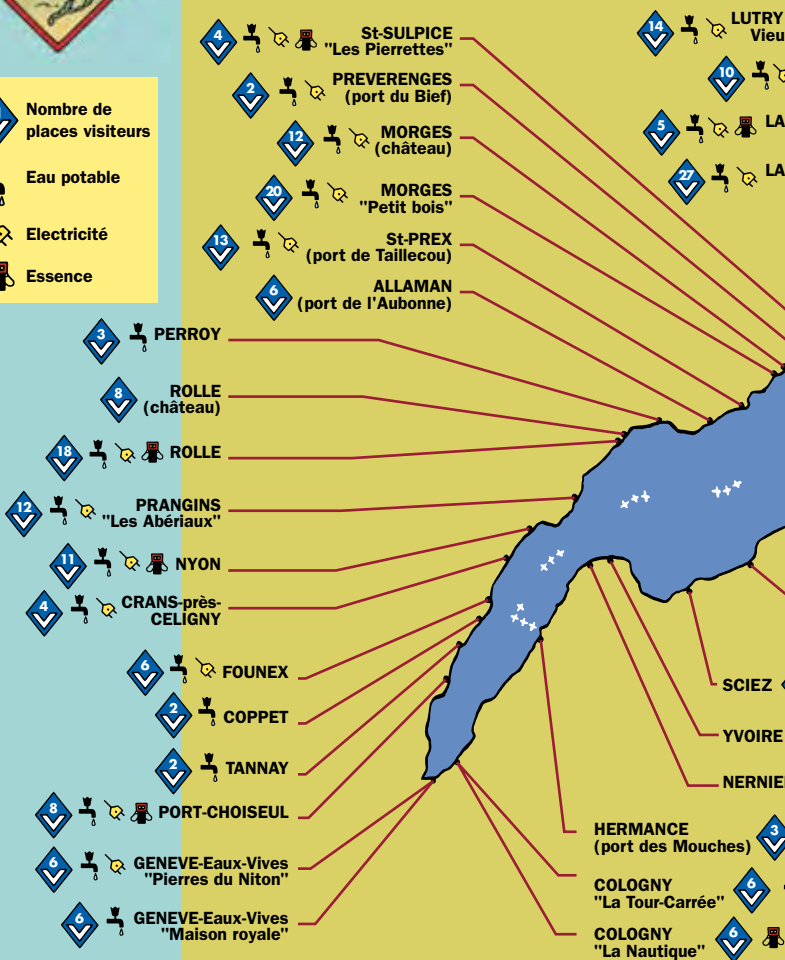 Nombre de
places visiteurs
Eau potable
Electricité
Essence
4 St-SULPICE
"Les Pierrettes"
2 PREVERENGES
(port du Bief)
12 MORGES
(château)
20 MORGES
"Petit bois"
13 St-PREX
(port de Taillecou)
6 ALLAMAN
(port de l'Aubonne)
3 PERROY
8 ROLLE
(château)
18 ROLLE
12 PRANGINS
"Les Abériaux"
11 NYON
4 CRANS-près-
CELIGNY
6 FOUNEX
2 COPPET
2 TANNAY
8 PORT-CHOISEUL
6 GENEVE-Eaux-Vives
"Pierres du Niton"
6 GENEVE-Eaux-Vives
"Maison royale"
14 LUTRY
Vieu
10
5 LA
27 LA
SCIEZ
YVOIRE
NERNIE
HERMANCE 3
(port des Mouches)
COLOGNY 6
"La Tour-Carrée"
COLOGNY 6
"La Nautique"